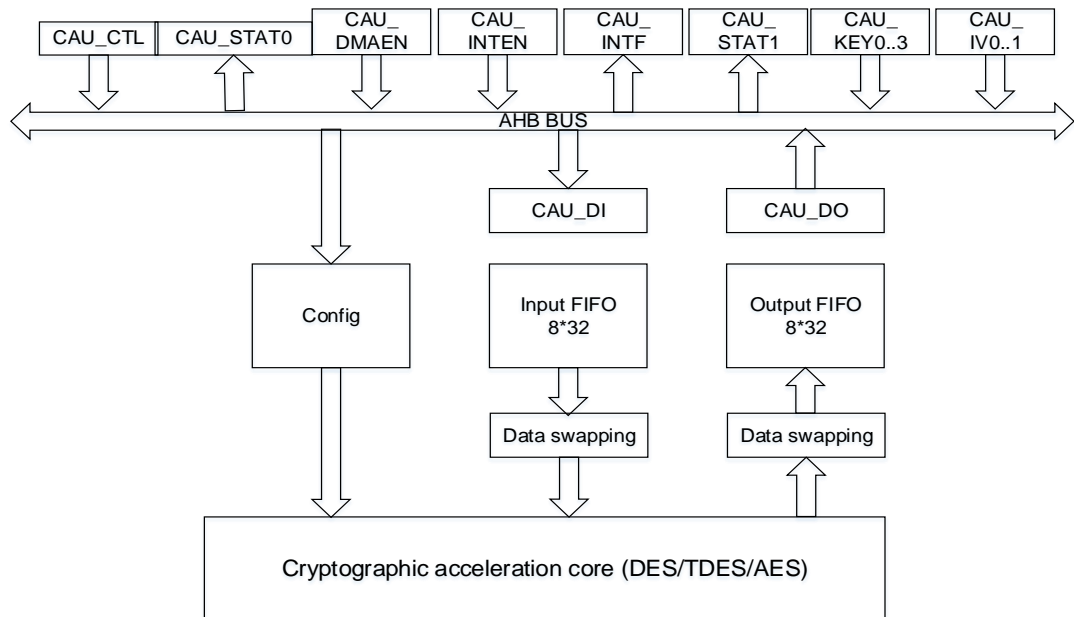 CAU_CTL
CAU_STAT0
CAU_
DMAEN
CAU_
INTEN
CAU_
INTF
CAU_
STAT1
CAU_
KEY0..3
CAU_
IV0..1
AHB BUS
CAU_DI
CAU_DO
Config
Input FIFO
8*32
Output FIFO
8*32
Data swapping
Data swapping
Cryptographic acceleration core (DES/TDES/AES)